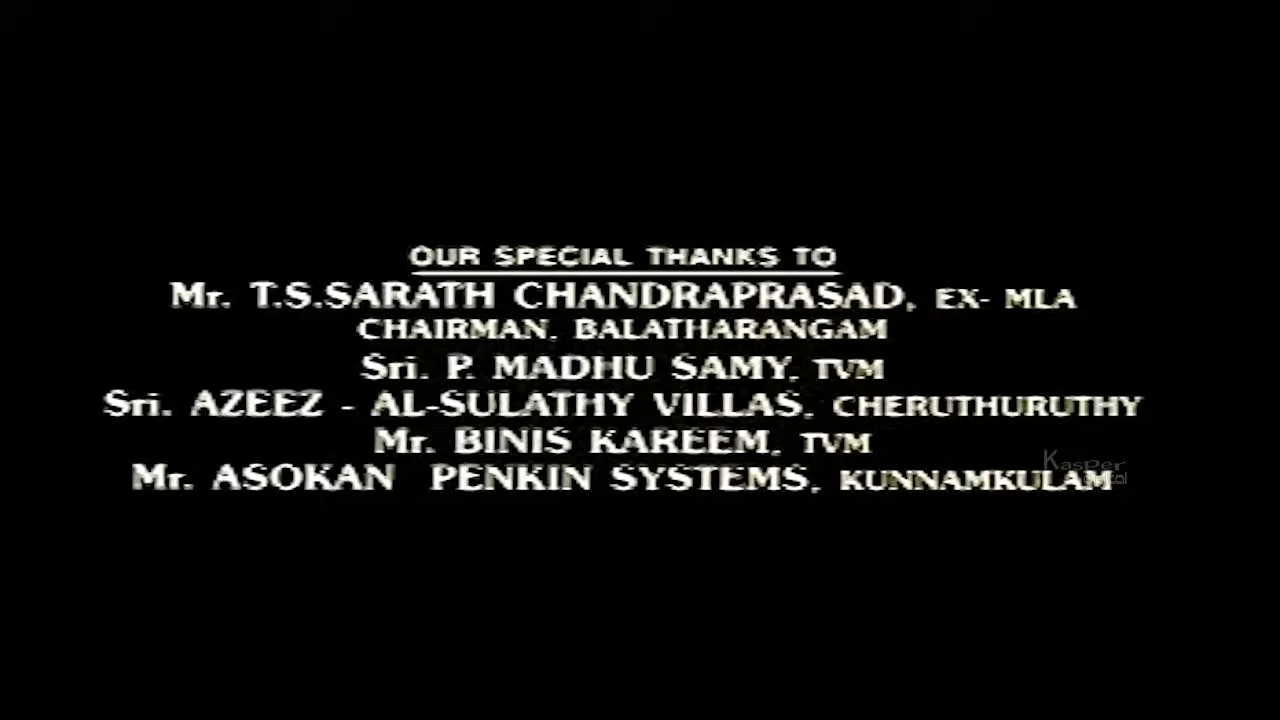 OUR SPECIAL THANKS TO
Mr. T.S.SARATH CHANDRAPRASAD, EX- MLA
CHAIRMAN, BALATHARANGAM
Sri. P. MADHU SAMY, TVM
Sri. AZEEZ - AL-SULATHY VILLAS, CHERUTHURUTHY
Mr. BINIS KAREEM, TVM
Mr. ASOKAN PENKIN SYSTEMS, KUNNAMKULAM
KasPer